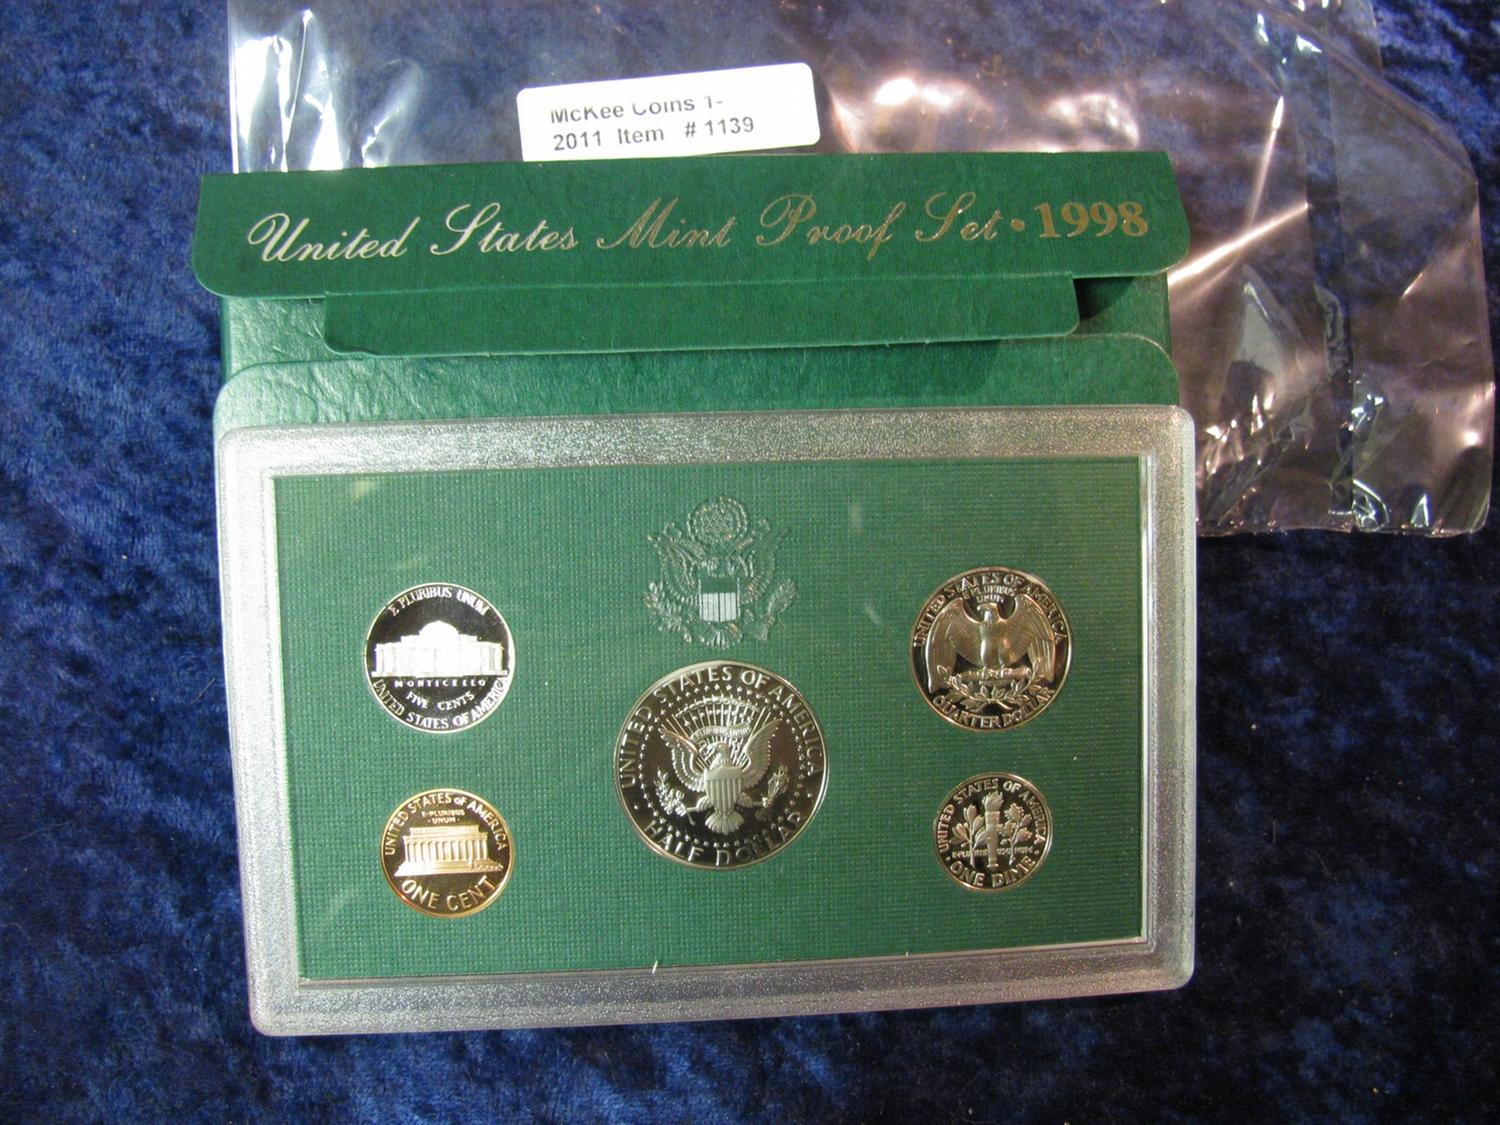 McKee Coins 1-
2011 Item # 1139
United States Mint Proof Set • 1998
E PLURIBUS UNUM
MONTICELLO
FIVE CENTS
UNITED STATES OF AMERICA
UNITED STATES OF AMERICA
HALF DOLLAR
UNITED STATES OF AMERICA
E PLURIBUS
UNUM
QUARTER DOLLAR
UNITED STATES of AMERICA
E·PLURIBUS
·UNUM·
ONE CENT
UNITED STATES OF AMERICA
ONE DIME